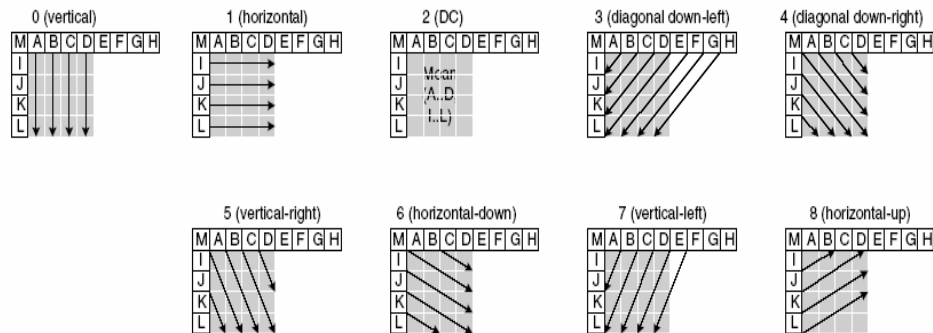 0 (vertical)
M A B C D E F G H
I
J
K
L
1 (horizontal)
M A B C D E F G H
I
J
K
L
2 (DC)
M A B C D E F G H
I
J
K
L
Mean
(A..D
I..L)
3 (diagonal down-left)
M A B C D E F G H
I
J
K
L
4 (diagonal down-right)
M A B C D E F G H
I
J
K
L
5 (vertical-right)
M A B C D E F G H
I
J
K
L
6 (horizontal-down)
M A B C D E F G H
I
J
K
L
7 (vertical-left)
M A B C D E F G H
I
J
K
L
8 (horizontal-up)
M A B C D E F G H
I
J
K
L